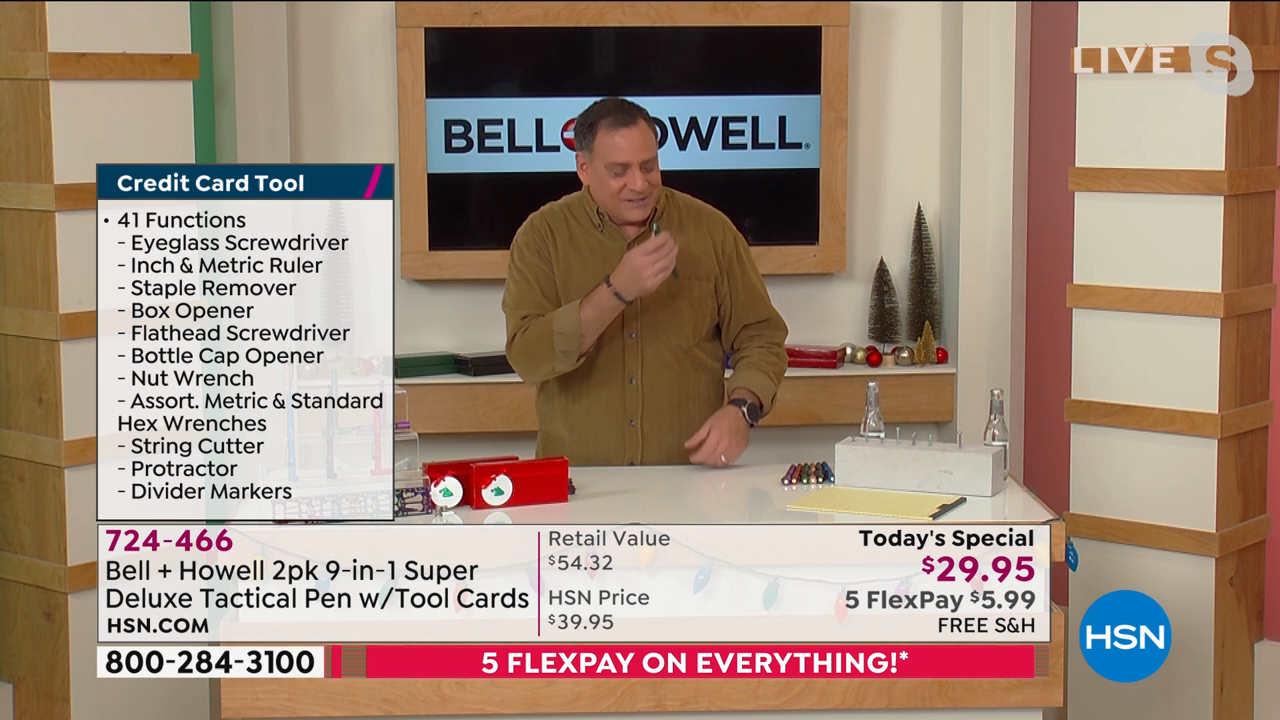 LIVE S
BELL HOWELL
Credit Card Tool
• 41 Functions
- Eyeglass Screwdriver
- Inch & Metric Ruler
- Staple Remover
- Box Opener
- Flathead Screwdriver
- Bottle Cap Opener
- Nut Wrench
- Assort. Metric & Standard
Hex Wrenches
- String Cutter
- Protractor
- Divider Markers
724-466
Bell + Howell 2pk 9-in-1 Super
Deluxe Tactical Pen w/Tool Cards
HSN.COM
Retail Value
$54.32
HSN Price
$39.95
Today's Special
$29.95
5 FlexPay $5.99
FREE S&H
HSN
800-284-3100
5 FLEXPAY ON EVERYTHING!*